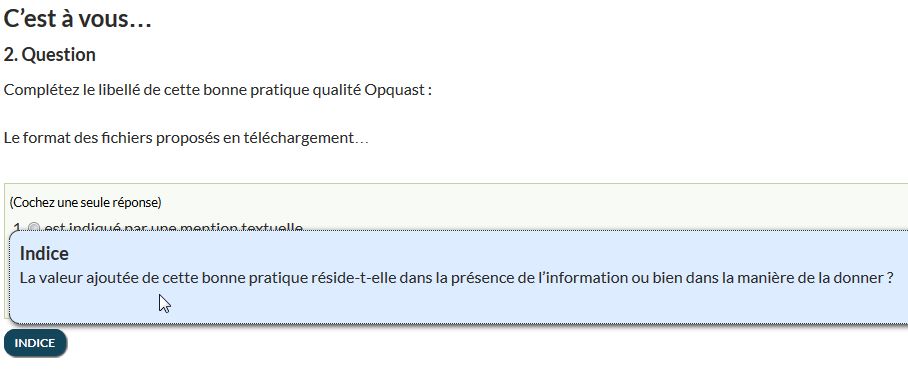 C’est à vous…
2. Question
Complétez le libellé de cette bonne pratique qualité Opquast :
Le format des fichiers proposés en téléchargement…
(Cochez une seule réponse)
1. est indiqué par une mention textuelle
Indice
La valeur ajoutée de cette bonne pratique réside-t-elle dans la présence de l’information ou bien dans la manière de la donner ?
INDICE